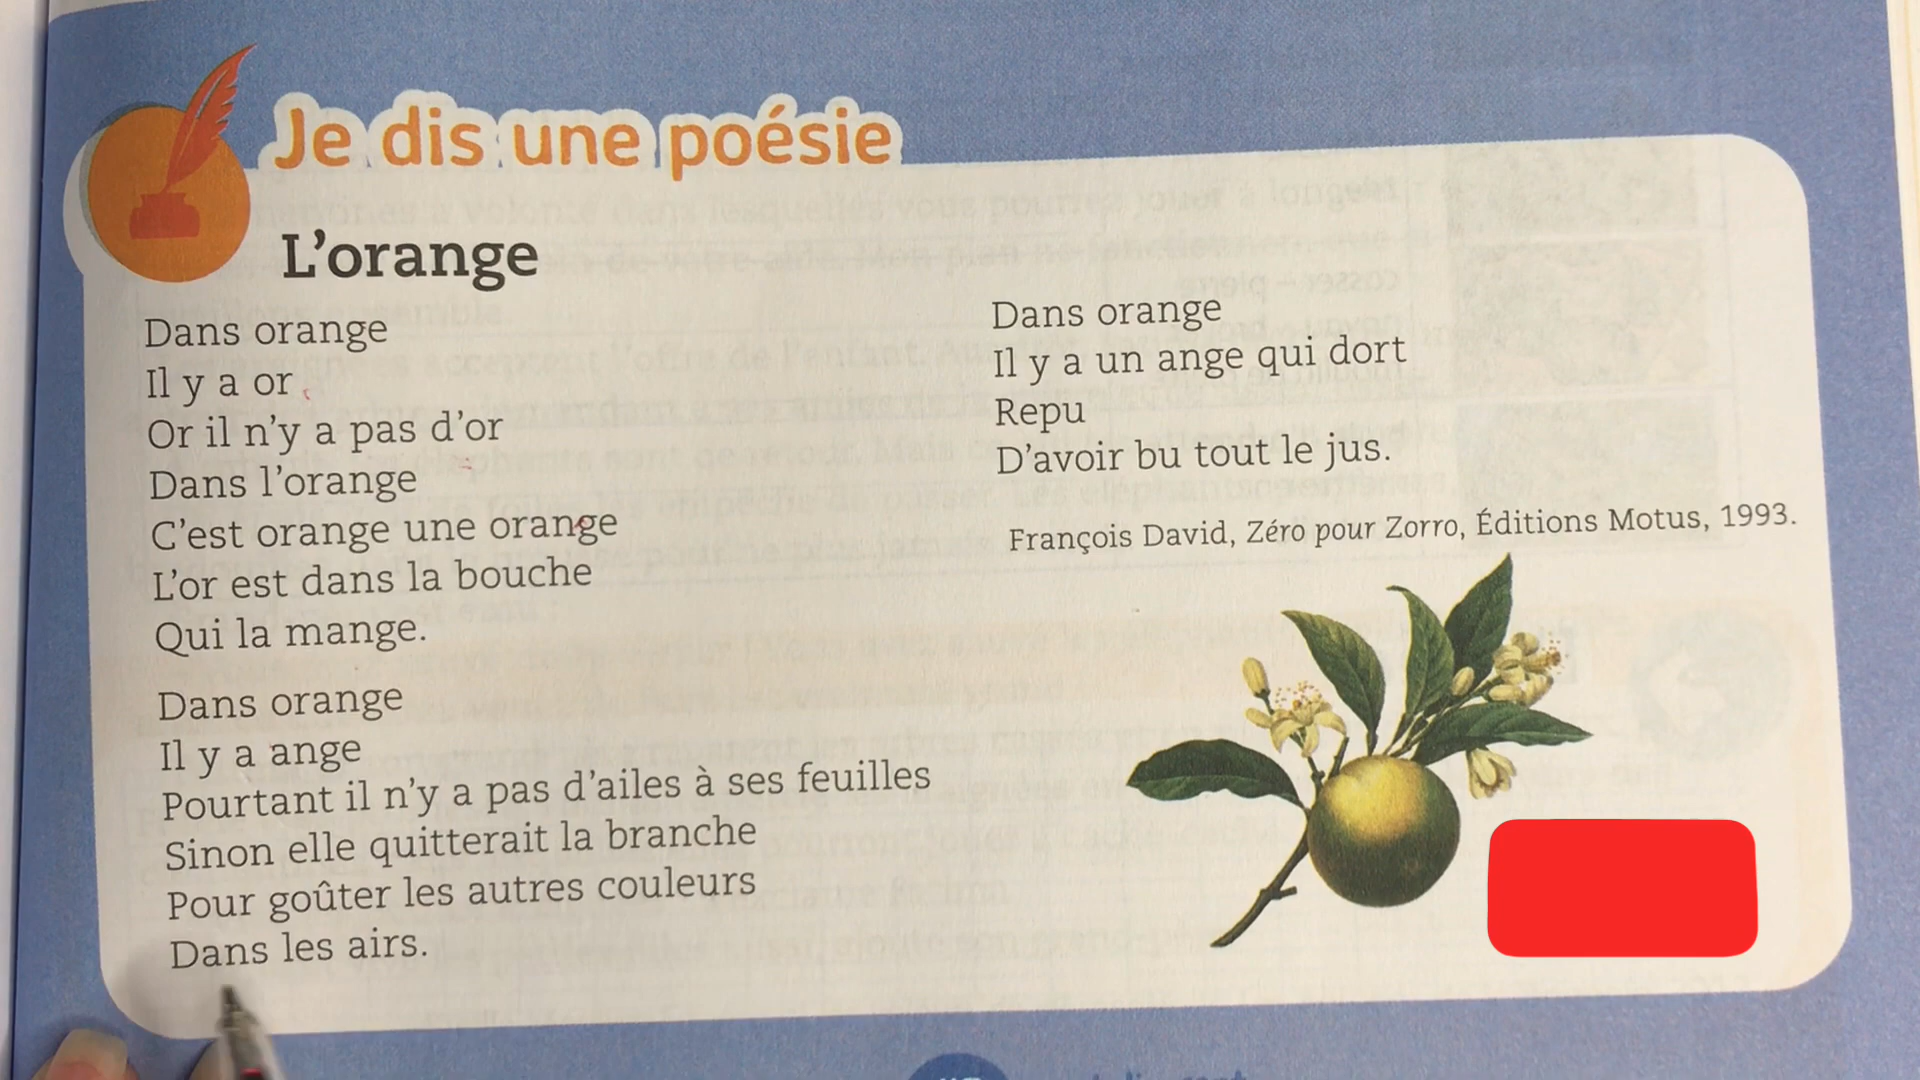 Je dis une poésie
L'orange
Dans orange
Il y a or
Or il n'y a pas d'or
Dans l'orange
C'est orange une orange
L'or est dans la bouche
Qui la mange.
Dans orange
Il y a ange
Pourtant il n'y a pas d'ailes à ses feuilles
Sinon elle quitterait la branche
Pour goûter les autres couleurs
Dans les airs.
Dans orange
Il y a un ange qui dort
Repu
D'avoir bu tout le jus.
François David, Zéro pour Zorro, Éditions Motus, 1993.